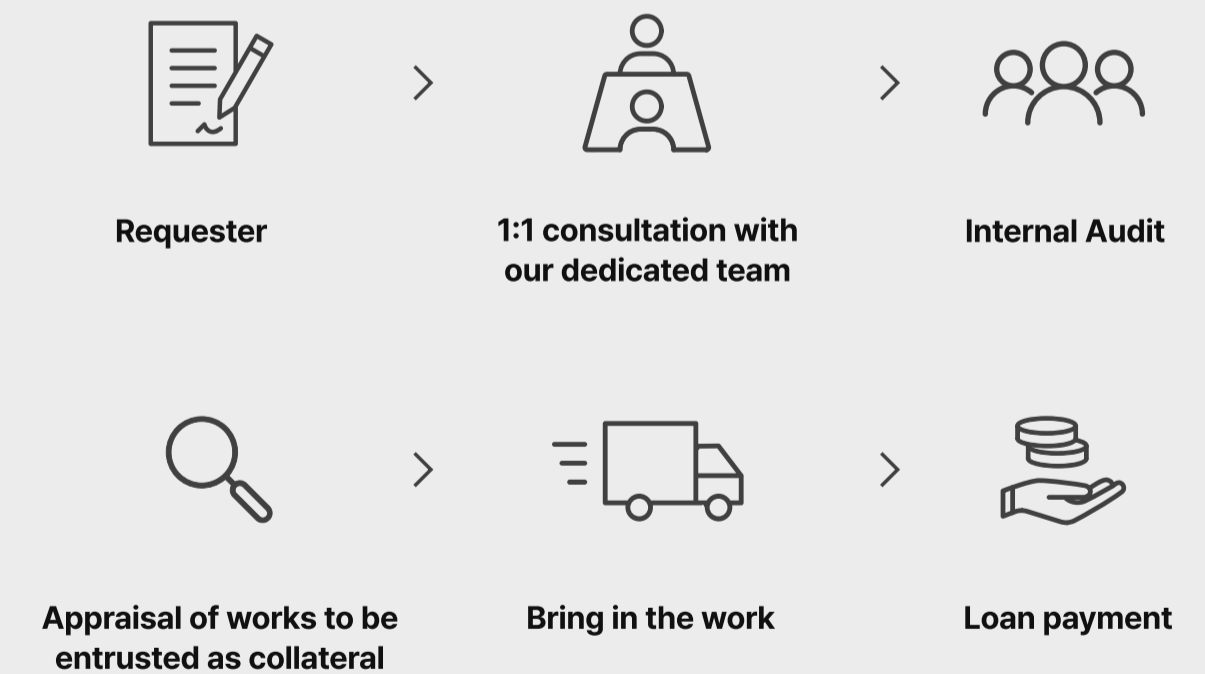 Requester
1:1 consultation with
our dedicated team
Internal Audit
Appraisal of works to be
entrusted as collateral
Bring in the work
Loan payment